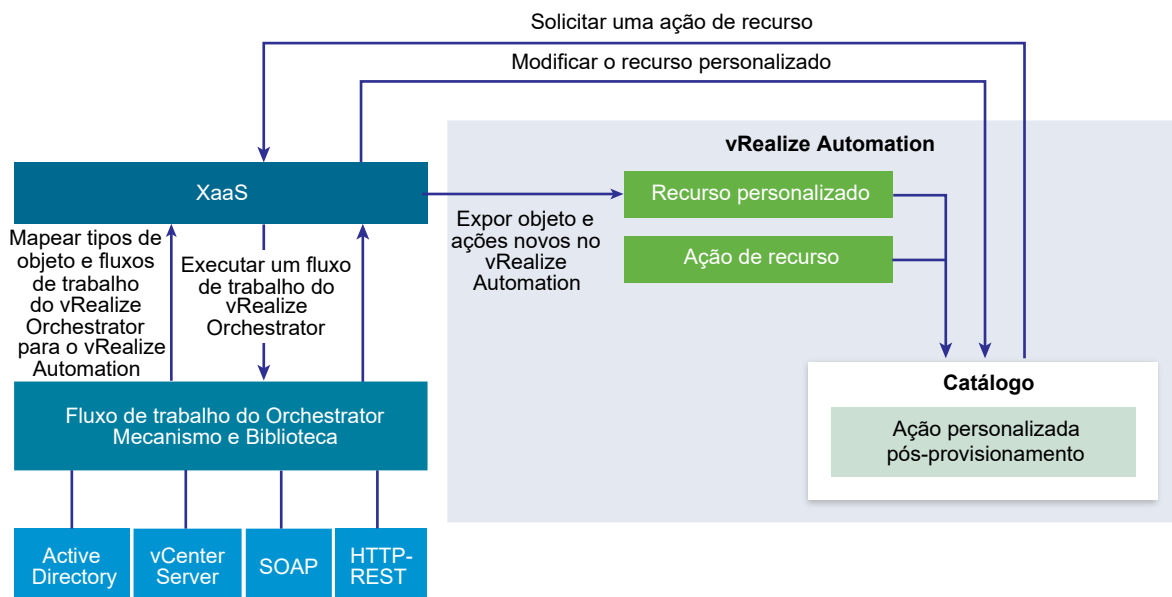 Solicitar uma ação de recurso
Modificar o recurso personalizado
vRealize Automation
XaaS
Recurso personalizado
Expor objeto e
ações novos no
vRealize
Automation
Ação de recurso
Mapear tipos de
objeto e fluxos
de trabalho
do vRealize
Orchestrator
para o vRealize
Automation
Executar um fluxo
de trabalho do
vRealize
Orchestrator
Catálogo
Ação personalizada
pós-provisionamento
Fluxo de trabalho do Orchestrator
Mecanismo e Biblioteca
Active
Directory
vCenter
Server
SOAP
HTTP-
REST